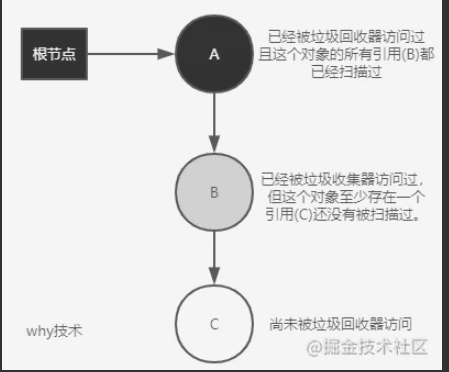 根节点
A
已经被垃圾回收器访问过
且这个对象的所有引用(B)都
已经扫描过
B
已经被垃圾收集器访问过，
但这个对象至少存在一个
引用(C)还没有被扫描过。
C
尚未被垃圾回收器访问
why技术
@掘金技术社区